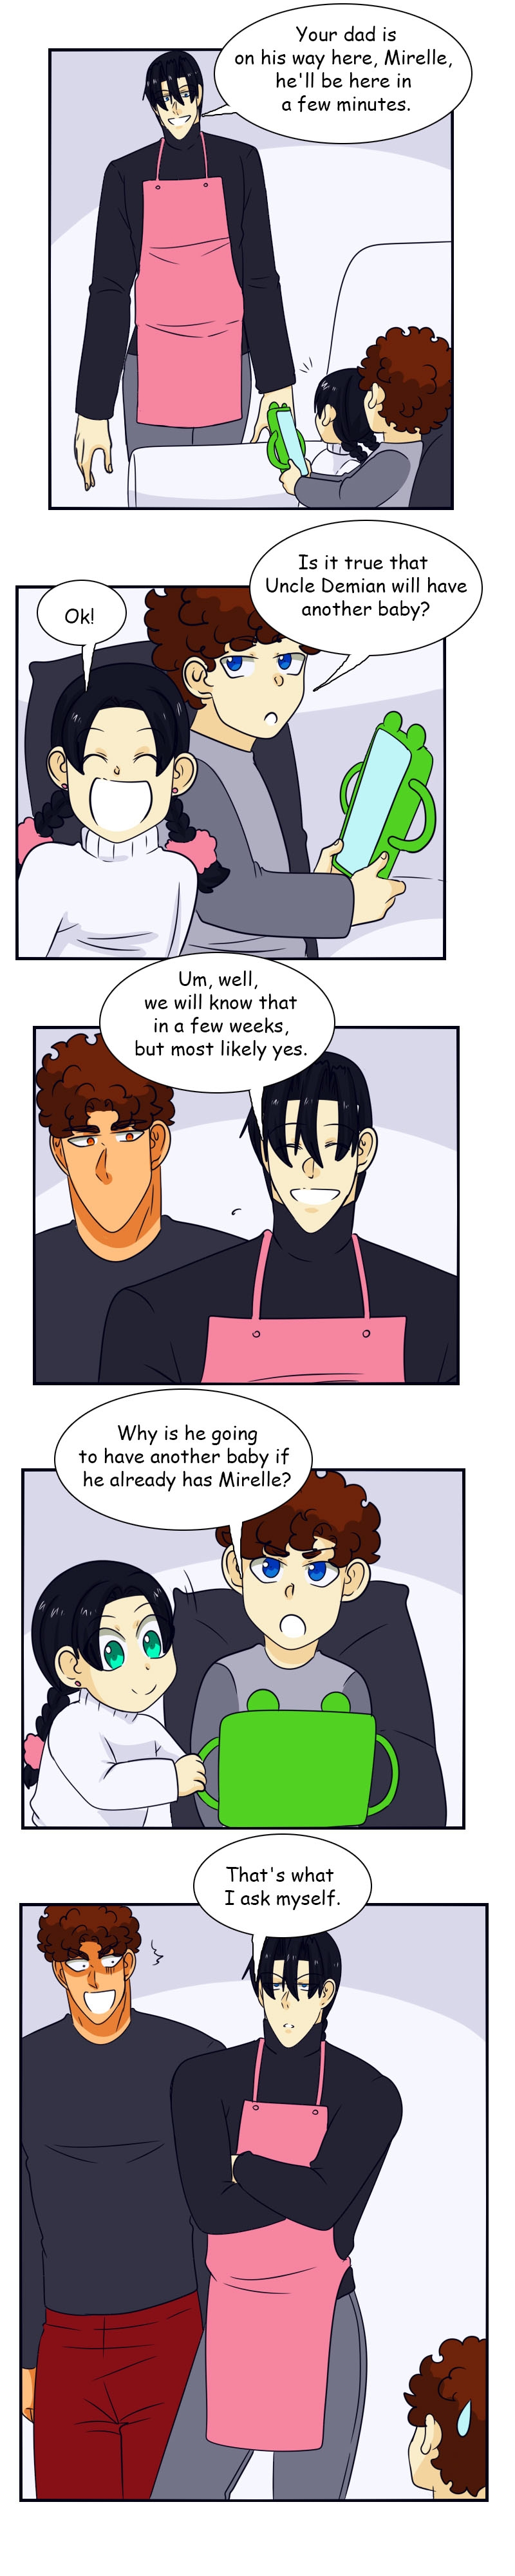 Your dad is
on his way here, Mirelle,
he'll be here in
a few minutes.
Is it true that
Uncle Demian will have
another baby?
Ok!
Um, well,
we will know that
in a few weeks,
but most likely yes.
Why is he going
to have another baby if
he already has Mirelle?
That's what
I ask myself.